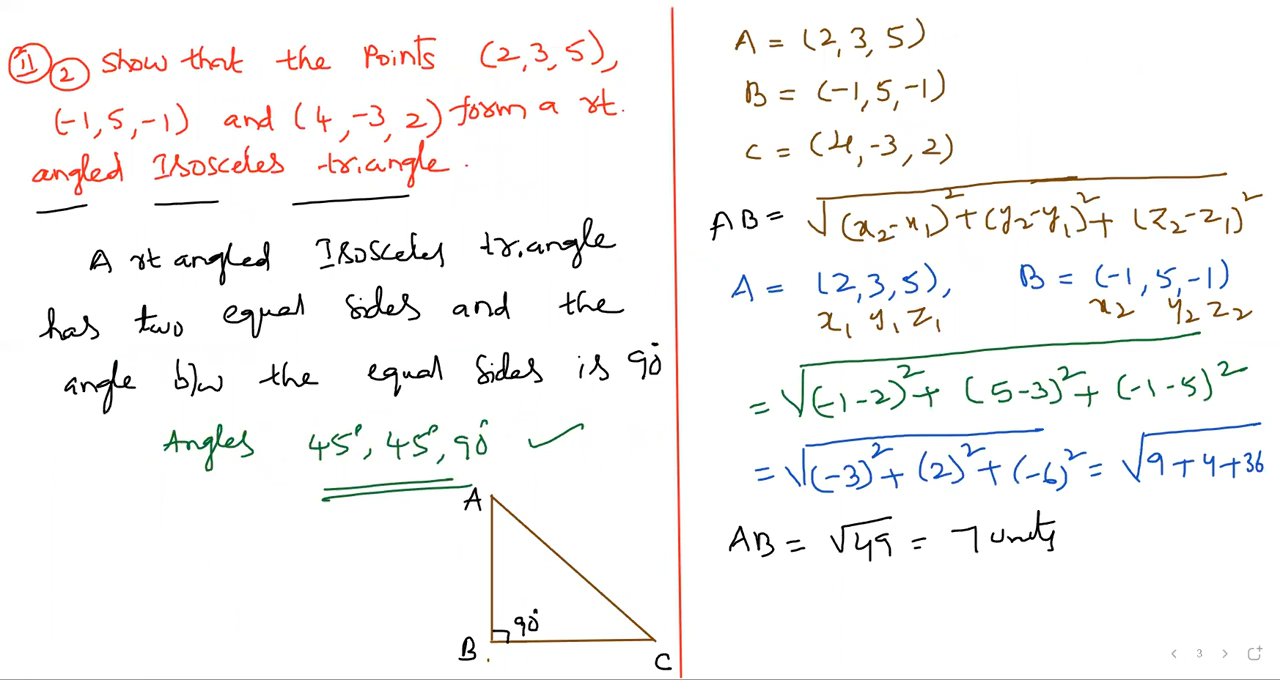 11 2 Show that the Points (2,3,5),
(-1,5,-1) and (4,-3,2) form a rt.
angled Isosceles triangle.
A rt angled Isosceles triangle
has two equal sides and the
angle b/w the equal sides is 90°
Angles 45°, 45°, 90° ✓
A
90°
B
C
A = (2,3,5)
B = (-1,5,-1)
C = (4,-3,2)
AB = √(x₂-x₁)²+(y₂-y₁)²+(z₂-z₁)²
A = (2,3,5), B = (-1,5,-1)
x₁ y₁ z₁ x₂ y₂ z₂
= √(-1-2)²+(5-3)²+(-1-5)²
= √(-3)²+(2)²+(-6)² = √9+4+36
AB = √49 = 7 units
< 3 >